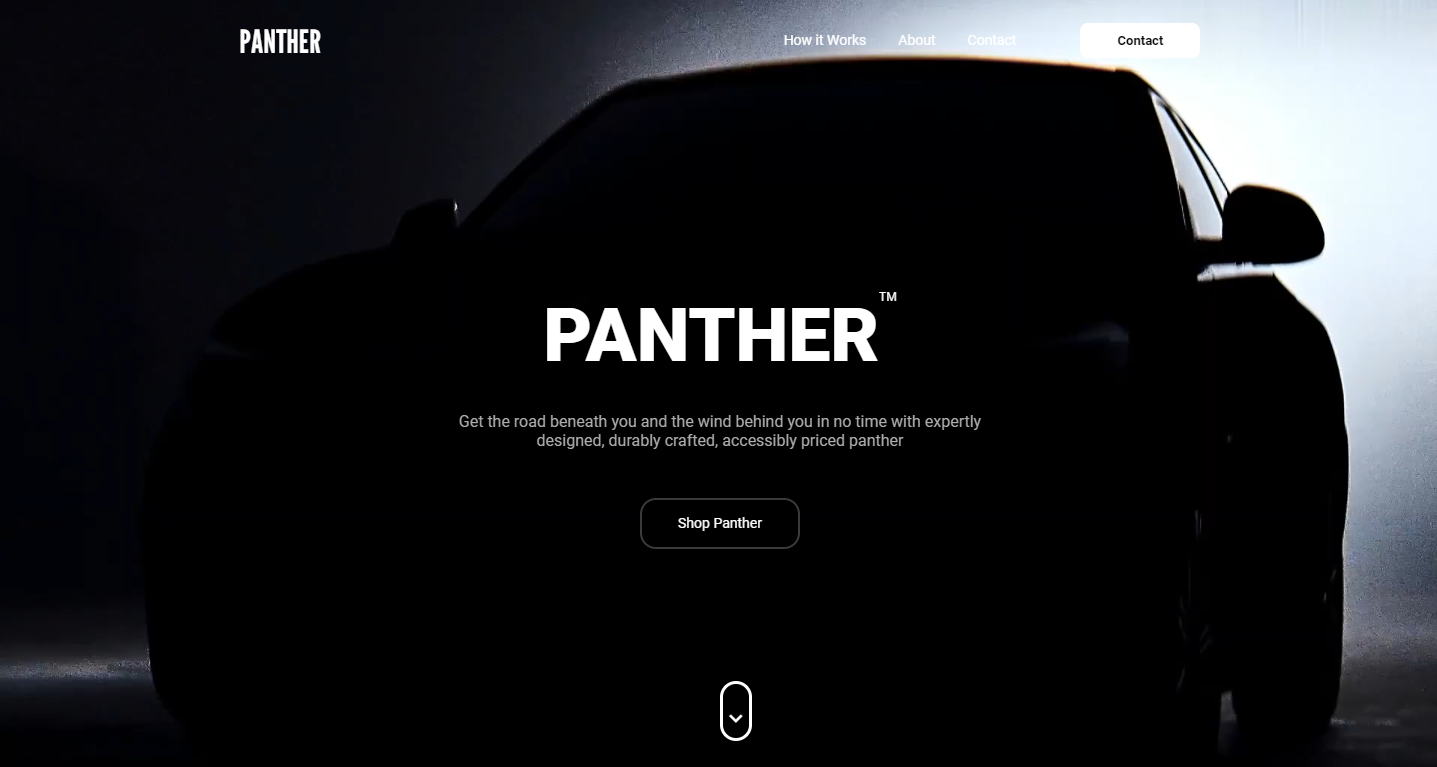 PANTHER
How it Works
About
Contact
Contact
PANTHER™
Get the road beneath you and the wind behind you in no time with expertly
designed, durably crafted, accessibly priced panther
Shop Panther